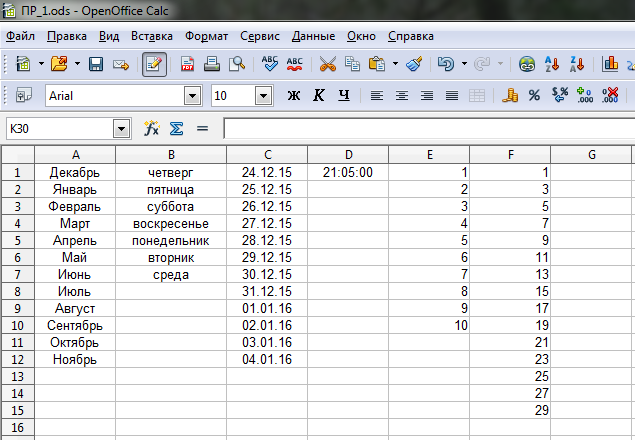 ПР_1.ods - OpenOffice Calc
Файл Правка Вид Вставка Формат Сервис Данные Окно Справка
Arial 10 Ж К Ч
K30
A B C D E F G
1 Декабрь четверг 24.12.15 21:05:00 1 1
2 Январь пятница 25.12.15 2 3
3 Февраль суббота 26.12.15 3 5
4 Март воскресенье 27.12.15 4 7
5 Апрель понедельник 28.12.15 5 9
6 Май вторник 29.12.15 6 11
7 Июнь среда 30.12.15 7 13
8 Июль 31.12.15 8 15
9 Август 01.01.16 9 17
10 Сентябрь 02.01.16 10 19
11 Октябрь 03.01.16 21
12 Ноябрь 04.01.16 23
13 25
14 27
15 29
16